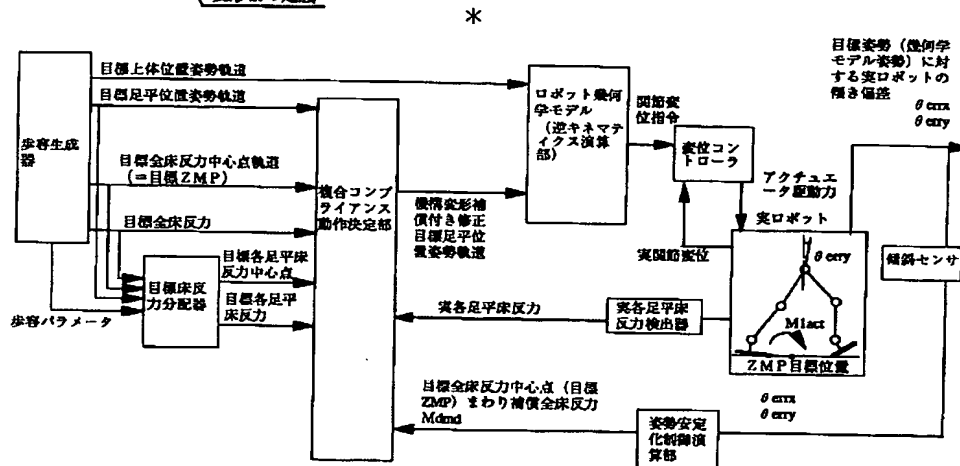 *
目標上体位置姿勢軌道
目標足平位置姿勢軌道
歩容生成
器
目標全床反力中心点軌道
(=目標ZMP)
目標全床反力
目標各足平床
反力中心点
目標床反
力分配器
目標各足平
床反力
歩容パラメータ
複合コンプ
ライアンス
動作決定部
ロボット幾何
学モデル
(逆キネマテ
ィクス演算
部)
機構変形補
償付き修正
目標足平位
置姿勢軌道
関節変
位指令
変位コント
ローラ
アクチュエ
ータ駆動力
実ロボット
実関節変位
目標姿勢(幾何学
モデル姿勢)に対
する実ロボットの
傾き偏差
θ errx
θ erry
傾斜センサ
θ erry
M1act
ZMP目標位置
実各足平床反力
実各足平床
反力検出器
目標全床反力中心点(目標
ZMP)まわり補償全床反力
Mdmd
θ errx
θ erry
姿勢安定
化制御演
算部